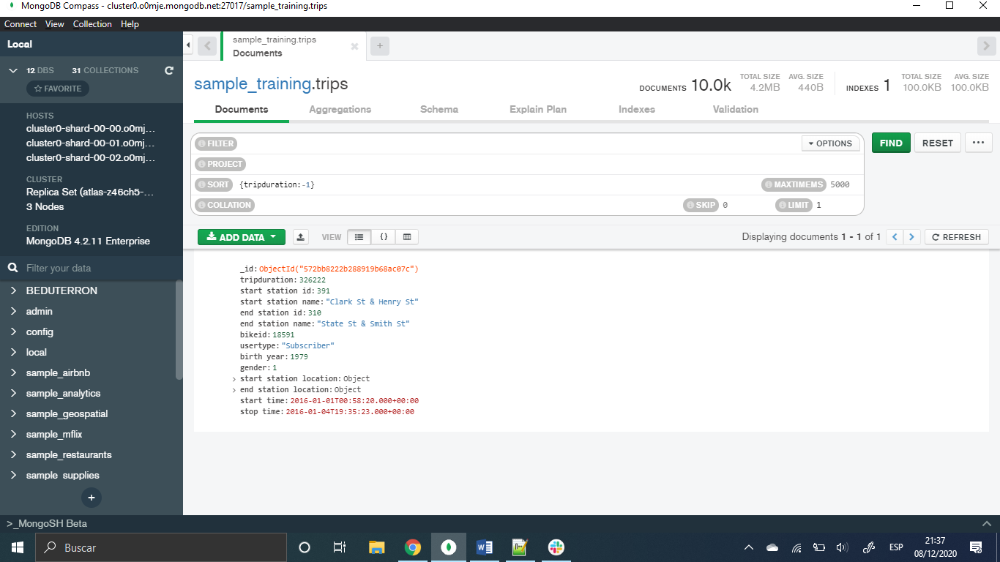 MongoDB Compass - cluster0.o0mje.mongodb.net:27017/sample_training.trips
Connect View Collection Help
Local
12 DBS 31 COLLECTIONS
FAVORITE
HOSTS
cluster0-shard-00-00.o0mj...
cluster0-shard-00-01.o0mj...
cluster0-shard-00-02.o0mj...
CLUSTER
Replica Set (atlas-z46ch5-...
3 Nodes
EDITION
MongoDB 4.2.11 Enterprise
Filter your data
BEDUTERRON
admin
config
local
sample_airbnb
sample_analytics
sample_geospatial
sample_mflix
sample_restaurants
sample_supplies
sample_training.trips
Documents
sample_training.trips
DOCUMENTS 10.0k TOTAL SIZE 4.2MB AVG. SIZE 440B INDEXES 1 TOTAL SIZE 100.0KB AVG. SIZE 100.0KB
Documents Aggregations Schema Explain Plan Indexes Validation
FILTER OPTIONS FIND RESET
PROJECT
SORT {tripduration:-1} MAXTIMEMS 5000
COLLATION SKIP 0 LIMIT 1
ADD DATA VIEW {} Displaying documents 1 - 1 of 1 REFRESH
_id: ObjectId("572bb8222b288919b68ac07c")
tripduration: 326222
start station id: 391
start station name: "Clark St & Henry St"
end station id: 310
end station name: "State St & Smith St"
bikeid: 18591
usertype: "Subscriber"
birth year: 1979
gender: 1
start station location: Object
end station location: Object
start time: 2016-01-01T00:58:20.000+00:00
stop time: 2016-01-04T19:35:23.000+00:00
>_MongoSH Beta
Buscar
ESP
21:37
08/12/2020